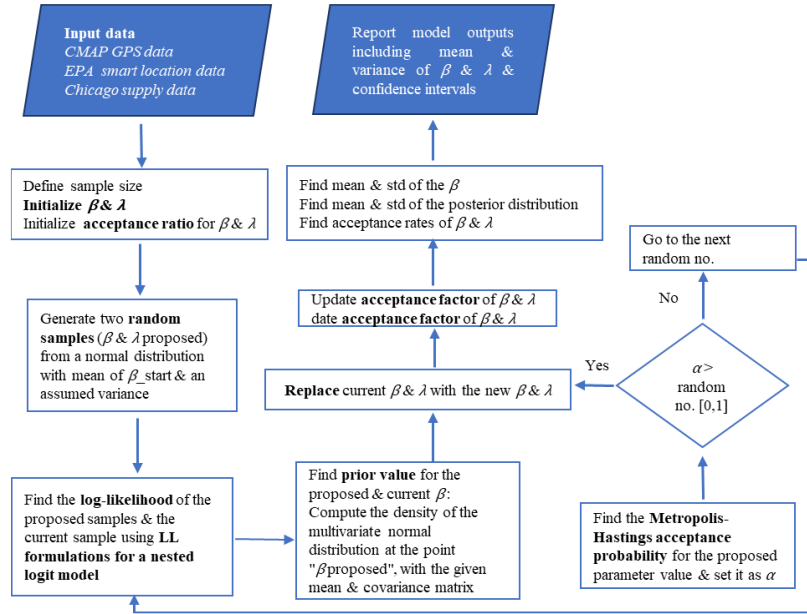 Input data
CMAP GPS data
EPA smart location data
Chicago supply data
Define sample size
Initialize β & λ
Initialize acceptance ratio for β & λ
Generate two random
samples (β & λ proposed)
from a normal distribution
with mean of β_start & an
assumed variance
Find the log-likelihood of the
proposed samples & the
current sample using LL
formulations for a nested
logit model
Report model outputs
including mean &
variance of β & λ &
confidence intervals
Find mean & std of the β
Find mean & std of the posterior distribution
Find acceptance rates of β & λ
Update acceptance factor of β & λ
date acceptance factor of β & λ
Replace current β & λ with the new β & λ
Find prior value for the
proposed & current β:
Compute the density of the
multivariate normal
distribution at the point
"β proposed", with the given
mean & covariance matrix
Go to the next
random no.
No
Yes
α >
random
no. [0,1]
Find the Metropolis-
Hastings acceptance
probability for the proposed
parameter value & set it as α